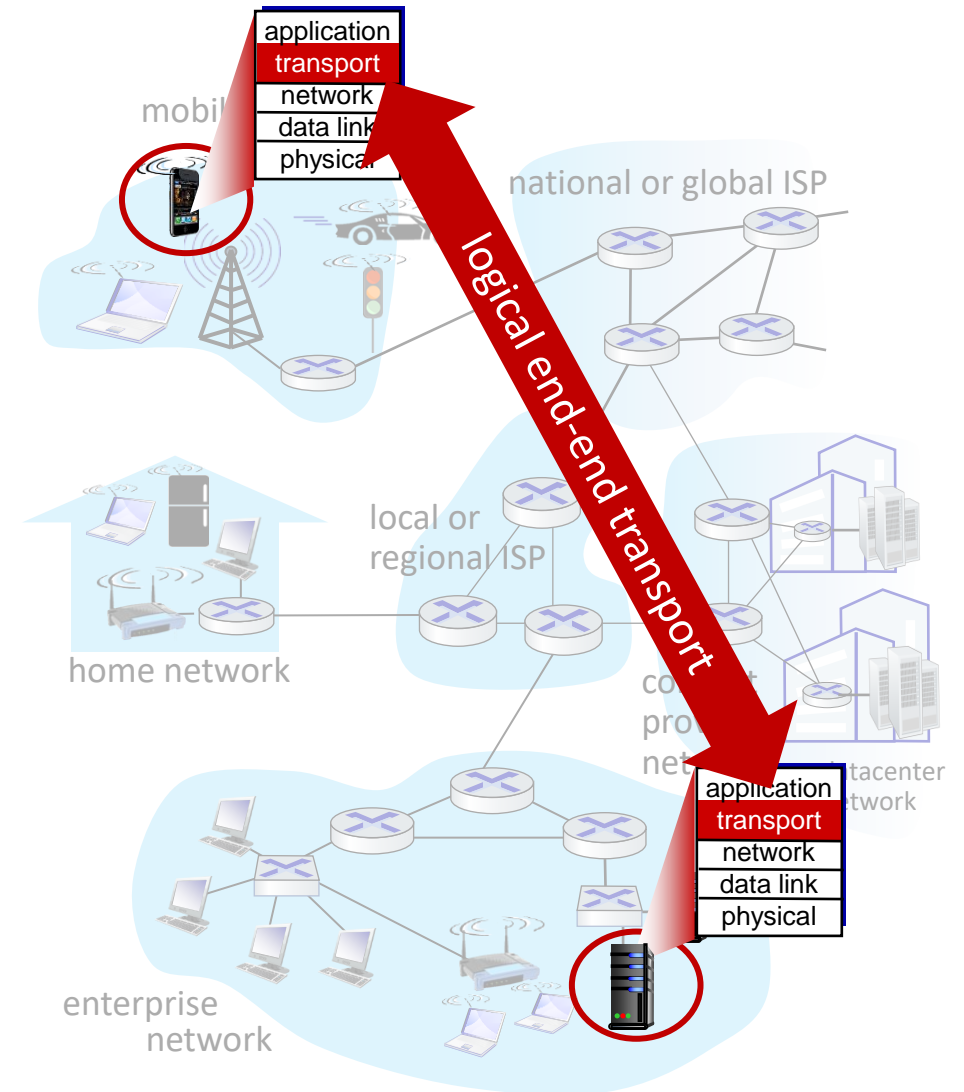 application
transport
network
data link
physical
mobil
national or global ISP
logical end-end transport
local or
regional ISP
home network
application
transport
network
data link
physical
enterprise
network